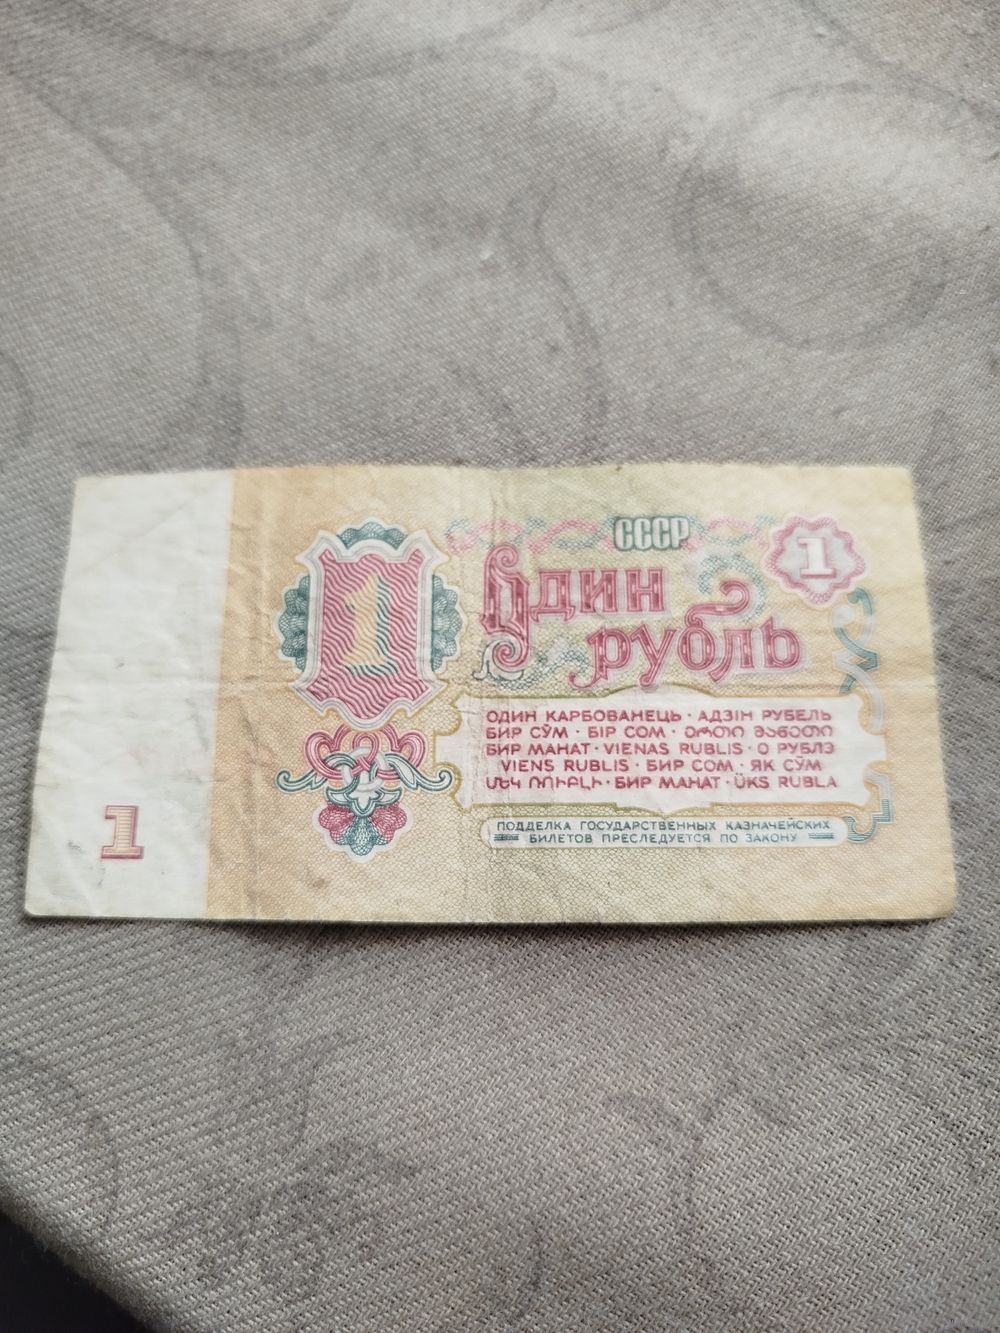 СССР
1
1
Один
рубль
ОДИН КАРБОВАНЕЦЬ · АДЗІН РУБЕЛЬ
БИР СЎМ · БІР СОМ · ᲔᲠᲗᲘ ᲛᲐᲜᲔᲗᲘ
БИР МАНАТ · VIENAS RUBLIS · О РУБЛЭ
VIENS RUBLIS · БИР СОМ · ЯК СЎМ
ՄԵԿ ՌՈՒԲԼԻ · БИР МАНАТ · ÜKS RUBLA
ПОДДЕЛКА ГОСУДАРСТВЕННЫХ КАЗНАЧЕЙСКИХ
БИЛЕТОВ ПРЕСЛЕДУЕТСЯ ПО ЗАКОНУ
1